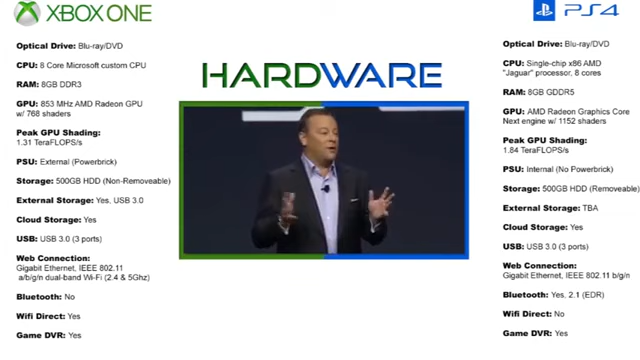 XBOX ONE
Optical Drive: Blu-ray/DVD
CPU: 8 Core Microsoft custom CPU
RAM: 8GB DDR3
GPU: 853 MHz AMD Radeon GPU
w/ 768 shaders
Peak GPU Shading:
1.31 TeraFLOPS/s
PSU: External (Powerbrick)
Storage: 500GB HDD (Non-Removeable)
External Storage: Yes, USB 3.0
Cloud Storage: Yes
USB: USB 3.0 (3 ports)
Web Connection:
Gigabit Ethernet, IEEE 802.11
a/b/g/n dual-band Wi-Fi (2.4 & 5Ghz)
Bluetooth: No
Wifi Direct: Yes
Game DVR: Yes
HARDWARE
PS4
Optical Drive: Blu-ray/DVD
CPU: Single-chip x86 AMD
"Jaguar" processor, 8 cores
RAM: 8GB GDDR5
GPU: AMD Radeon Graphics Core
Next engine w/ 1152 shaders
Peak GPU Shading:
1.84 TeraFLOPS/s
PSU: Internal (No Powerbrick)
Storage: 500GB HDD (Removeable)
External Storage: TBA
Cloud Storage: Yes
USB: USB 3.0 (3 ports)
Web Connection:
Gigabit Ethernet, IEEE 802.11 b/g/n
Bluetooth: Yes, 2.1 (EDR)
Wifi Direct: No
Game DVR: Yes